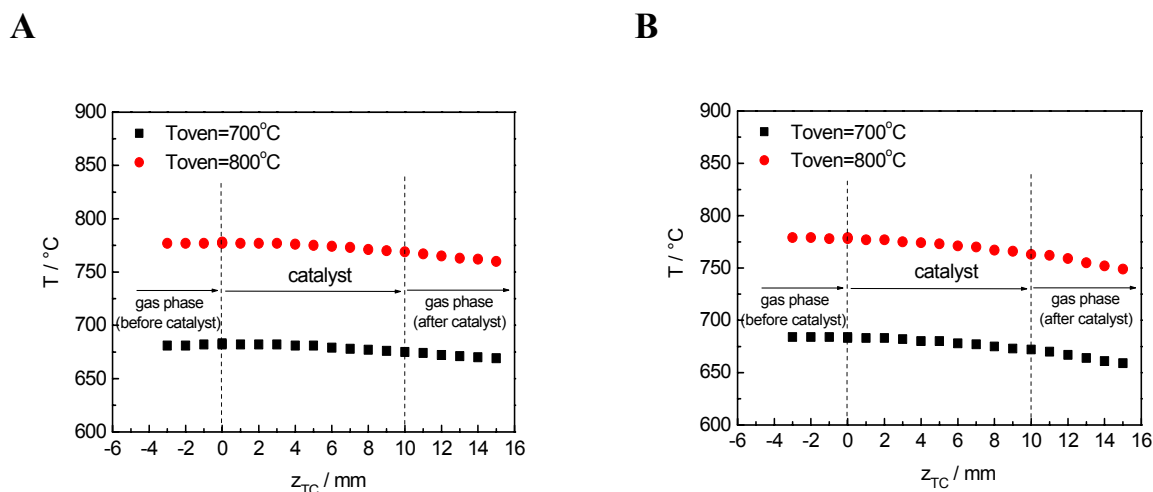 A
900
850
800
750
700
650
600
T / °C
Toven=700°C
Toven=800°C
catalyst
gas phase
(before catalyst)
gas phase
(after catalyst)
-6 -4 -2 0 2 4 6 8 10 12 14 16
zTC / mm
B
900
850
800
750
700
650
600
T / °C
Toven=700°C
Toven=800°C
catalyst
gas phase
(before catalyst)
gas phase
(after catalyst)
-6 -4 -2 0 2 4 6 8 10 12 14 16
zTC / mm